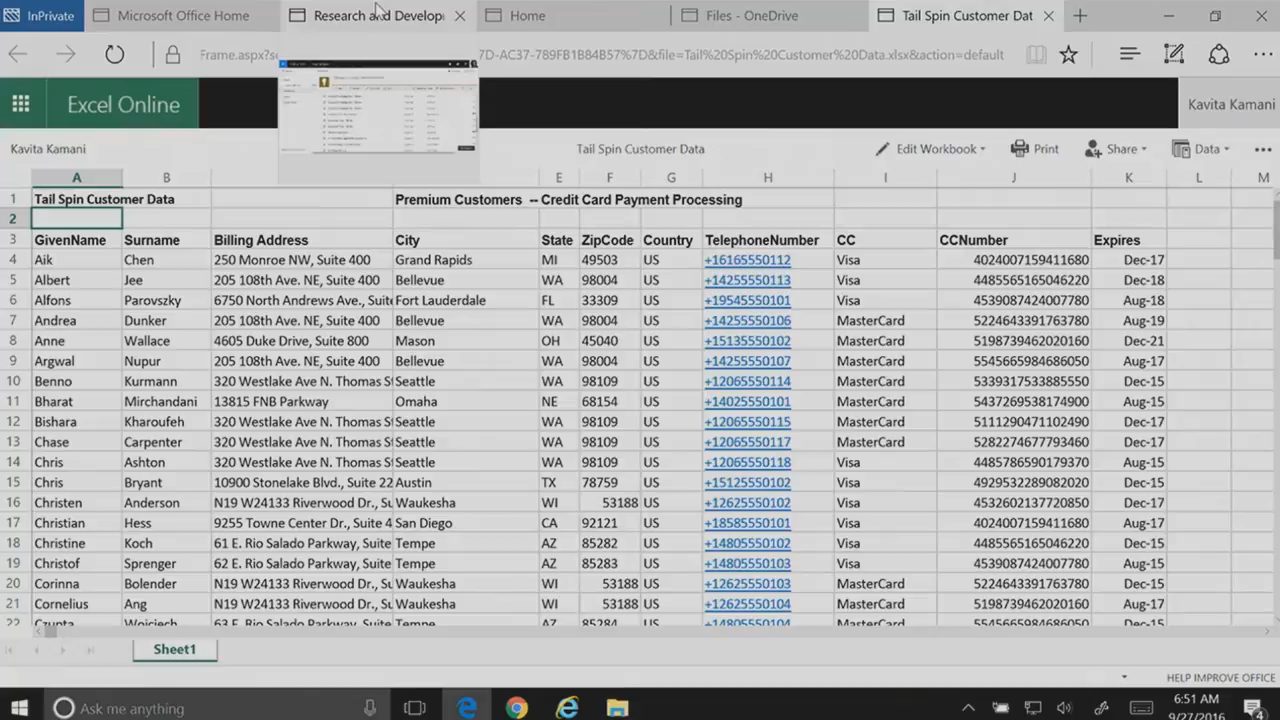 InPrivate Microsoft Office Home Research and Develop Home Files - OneDrive Tail Spin Customer Dat
7D-AC37-789FB1B84B57%7D&file=Tail%20Spin%20Customer%20Data.xlsx&action=default
Excel Online Kavita Kamani
Kavita Kamani Tail Spin Customer Data Edit Workbook Print Share Data
A B E F G H I J K L M
1 Tail Spin Customer Data Premium Customers -- Credit Card Payment Processing
2
3 GivenName Surname Billing Address City State ZipCode Country TelephoneNumber CC CCNumber Expires
4 Aik Chen 250 Monroe NW, Suite 400 Grand Rapids MI 49503 US +16165550112 Visa 4024007159411680 Dec-17
5 Albert Jee 205 108th Ave. NE, Suite 400 Bellevue WA 98004 US +14255550113 Visa 4485565165046220 Dec-18
6 Alfons Parovszky 6750 North Andrews Ave., Suite Fort Lauderdale FL 33309 US +19545550101 Visa 4539087424007780 Aug-18
7 Andrea Dunker 205 108th Ave. NE, Suite 400 Bellevue WA 98004 US +14255550106 MasterCard 5224643391763780 Aug-19
8 Anne Wallace 4605 Duke Drive, Suite 800 Mason OH 45040 US +15135550102 MasterCard 5198739462020160 Dec-21
9 Argwal Nupur 205 108th Ave. NE, Suite 400 Bellevue WA 98004 US +14255550107 MasterCard 5545665984686050 Aug-17
10 Benno Kurmann 320 Westlake Ave N. Thomas S Seattle WA 98109 US +12065550114 MasterCard 5339317533885550 Dec-15
11 Bharat Mirchandani 13815 FNB Parkway Omaha NE 68154 US +14025550101 MasterCard 5437269538174900 Aug-15
12 Bishara Kharoufeh 320 Westlake Ave N. Thomas S Seattle WA 98109 US +12065550115 MasterCard 5111290471102490 Dec-17
13 Chase Carpenter 320 Westlake Ave N. Thomas S Seattle WA 98109 US +12065550117 MasterCard 5282274677793460 Dec-17
14 Chris Ashton 320 Westlake Ave N. Thomas S Seattle WA 98109 US +12065550118 Visa 4485786590179370 Aug-15
15 Chris Bryant 10900 Stonelake Blvd., Suite 22 Austin TX 78759 US +15125550102 Visa 4929532289082020 Dec-15
16 Christen Anderson N19 W24133 Riverwood Dr., Su Waukesha WI 53188 US +12625550102 Visa 4532602137720850 Dec-17
17 Christian Hess 9255 Towne Center Dr., Suite 4 San Diego CA 92121 US +18585550101 Visa 4024007159411680 Aug-17
18 Christine Koch 61 E. Rio Salado Parkway, Suite Tempe AZ 85282 US +14805550102 Visa 4485565165046220 Dec-15
19 Christof Sprenger 62 E. Rio Salado Parkway, Suite Tempe AZ 85283 US +14805550103 Visa 4539087424007780 Aug-15
20 Corinna Bolender N19 W24133 Riverwood Dr., Su Waukesha WI 53188 US +12625550103 MasterCard 5224643391763780 Dec-17
21 Cornelius Ang N19 W24133 Riverwood Dr., Su Waukesha WI 53188 US +12625550104 MasterCard 5198739462020160 Aug-17
22 Czupta Wojciech 63 E. Rio Salado Parkway, Suite Tempe AZ 85284 US +14805550104 MasterCard 5545665984686050 Dec-15
Sheet1
HELP IMPROVE OFFICE
Ask me anything 6:51 AM
9/27/2016